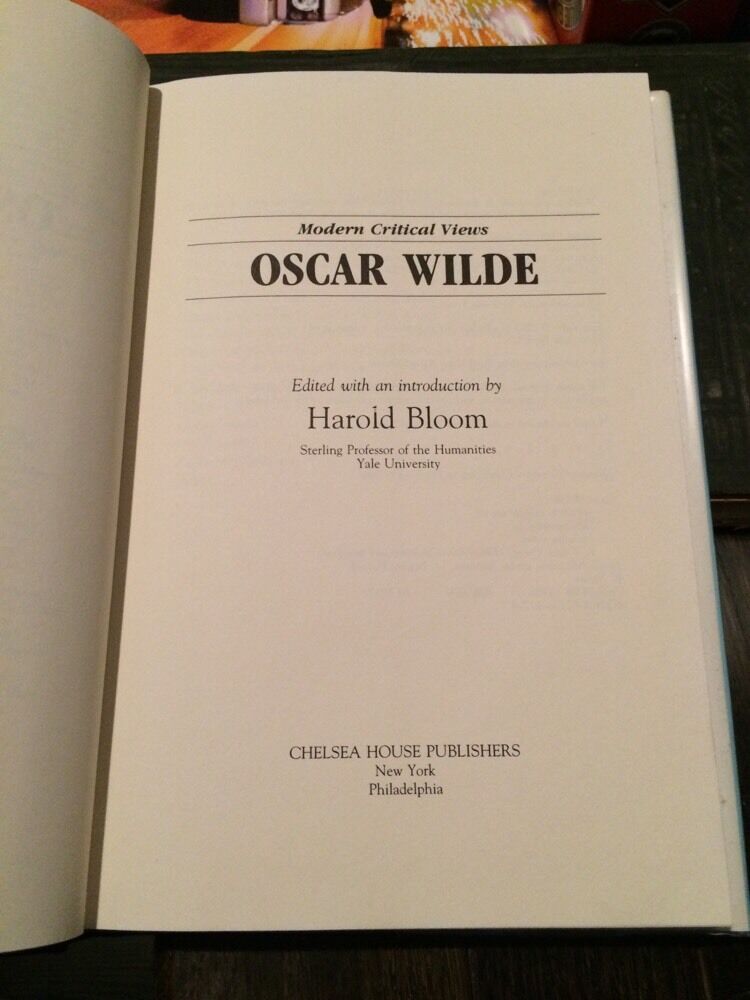 Modern Critical Views
OSCAR WILDE
Edited with an introduction by
Harold Bloom
Sterling Professor of the Humanities
Yale University
CHELSEA HOUSE PUBLISHERS
New York
Philadelphia